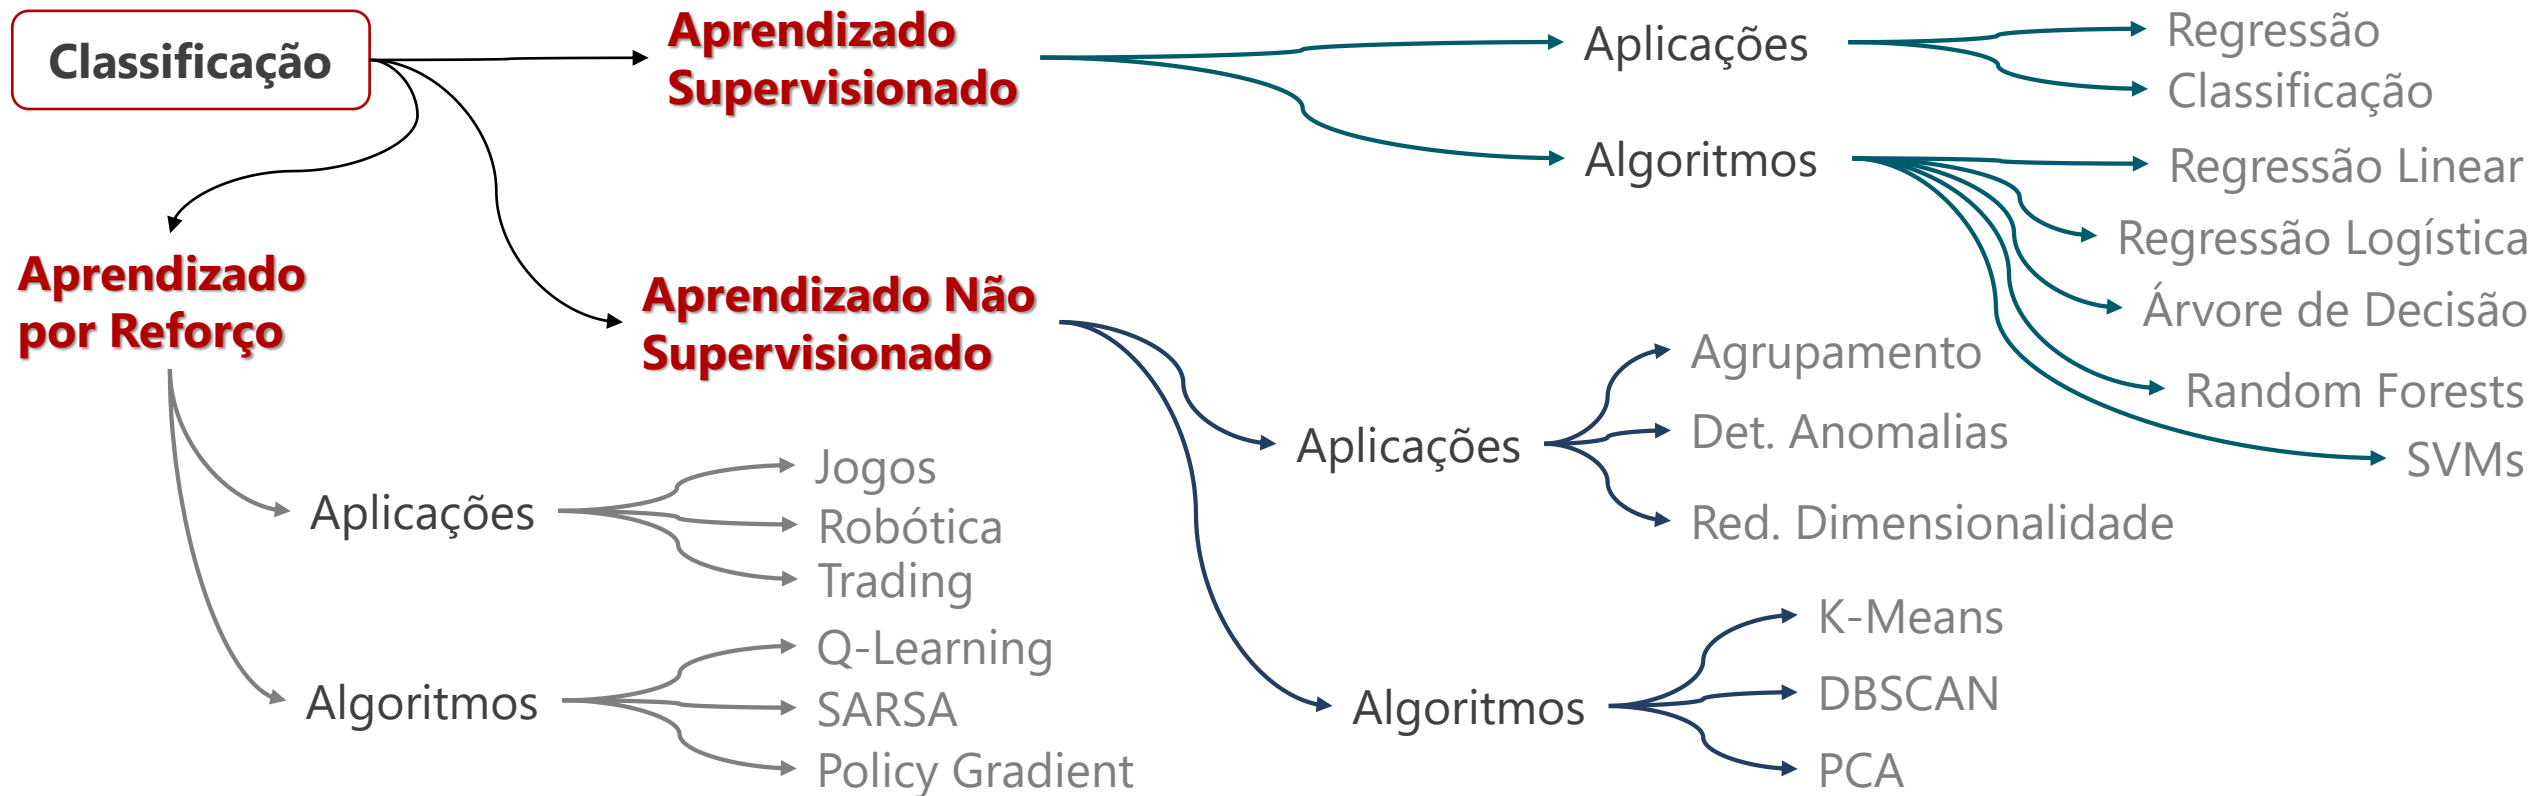 Classificação
Aprendizado
Supervisionado
Aplicações
Regressão
Classificação
Algoritmos
Regressão Linear
Regressão Logística
Árvore de Decisão
Random Forests
SVMs
Aprendizado Não
Supervisionado
Aplicações
Agrupamento
Det. Anomalias
Red. Dimensionalidade
Algoritmos
K-Means
DBSCAN
PCA
Aprendizado
por Reforço
Aplicações
Jogos
Robótica
Trading
Algoritmos
Q-Learning
SARSA
Policy Gradient